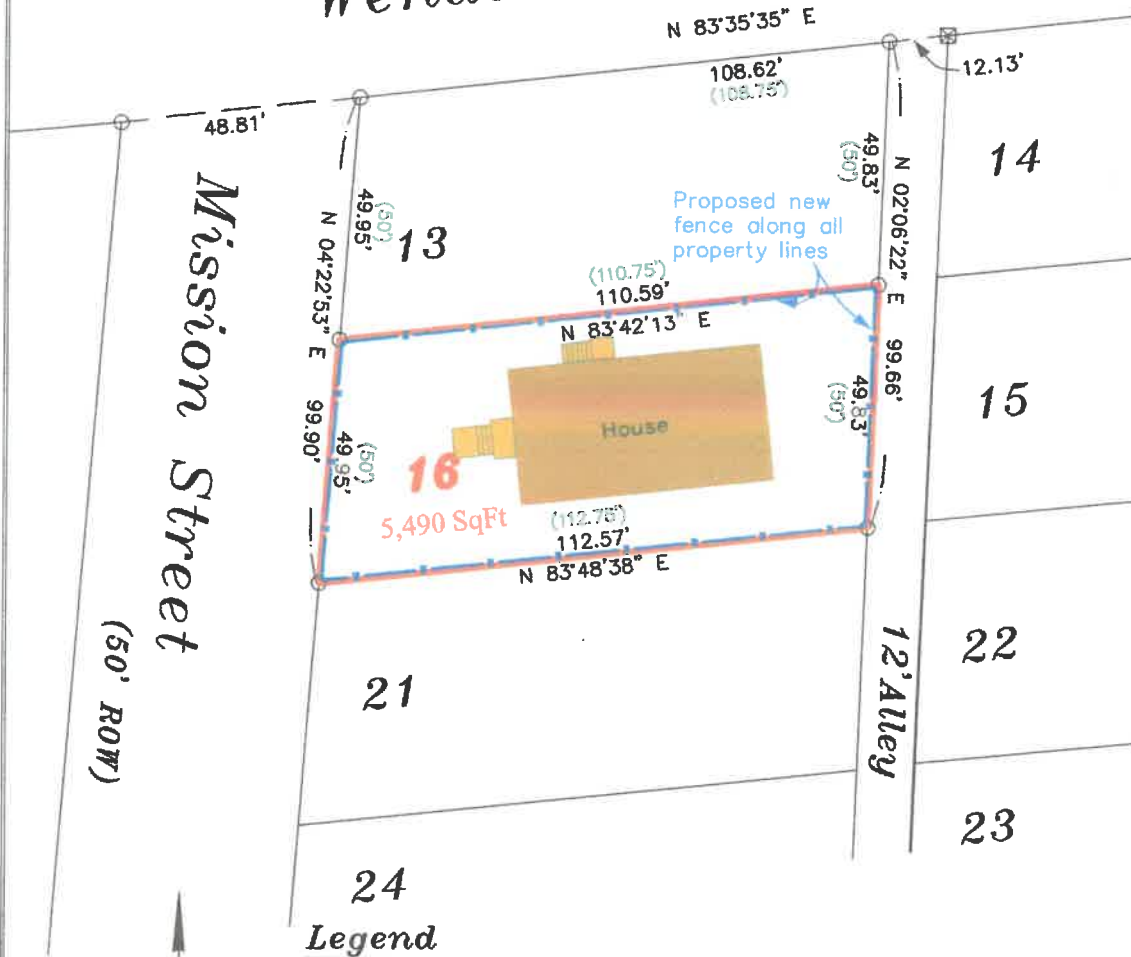 N 83°35'35" E
108.62'
(108.75')
12.13'
48.81'
Mission Street
(50' ROW)
N 04°22'53" E
99.90'
49.95'
(50')
13
49.83'
(50')
N 02°06'22" E
99.66'
14
Proposed new
fence along all
property lines
(110.75')
110.59'
N 83°42'13" E
House
49.83'
(50')
15
49.95'
(50')
16
5,490 SqFt
(112.75')
112.57'
N 83°48'38" E
12' Alley
21
22
23
24
Legend